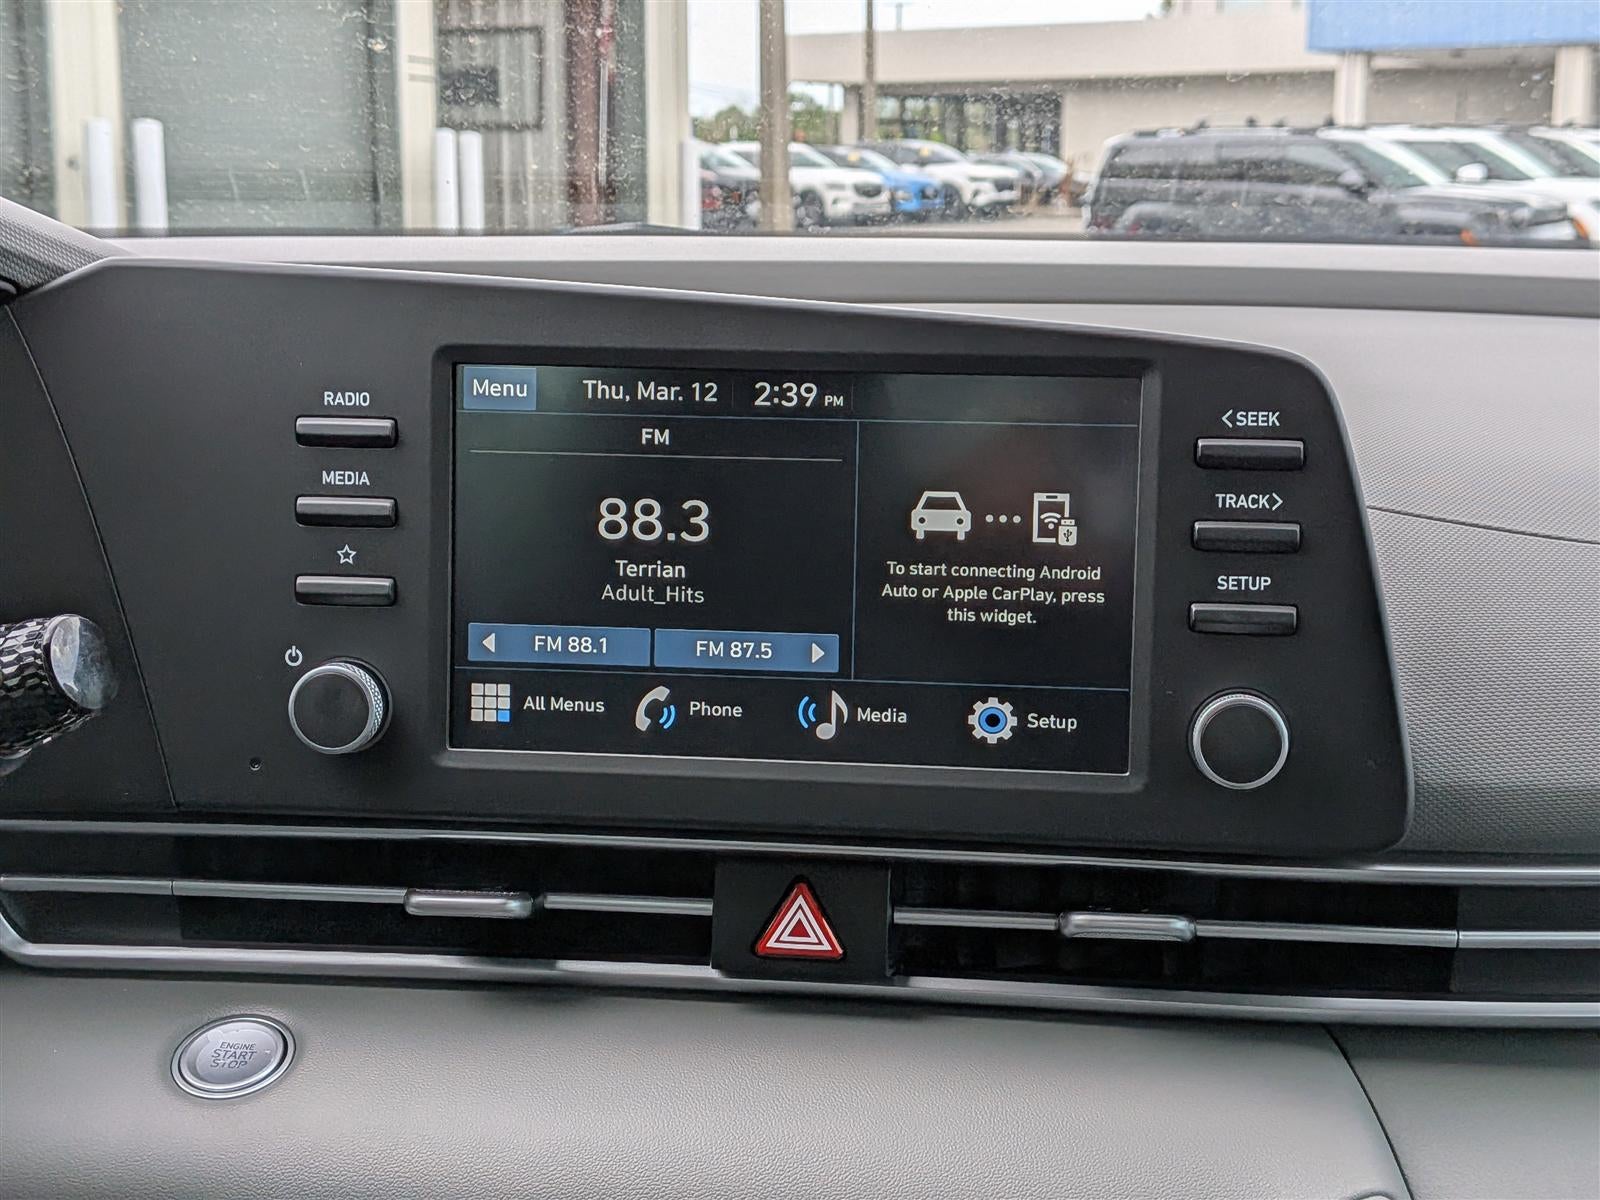 RADIO
MEDIA
Menu
Thu, Mar. 12
2:39 PM
FM
88.3
Terrian
Adult_Hits
FM 88.1
FM 87.5
To start connecting Android
Auto or Apple CarPlay, press
this widget.
All Menus
Phone
Media
Setup
<SEEK
TRACK>
SETUP
ENGINE
START
STOP